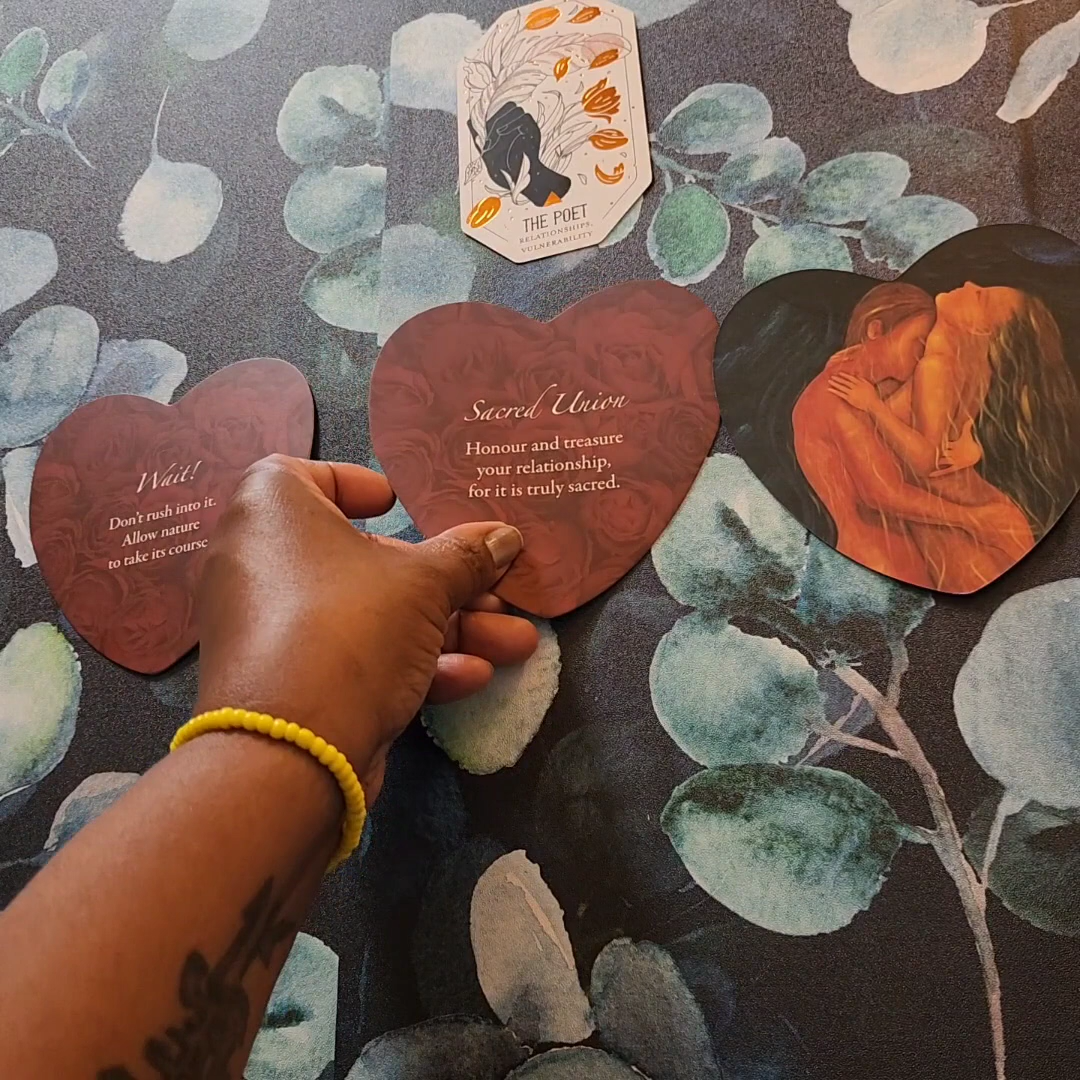 THE POET
RELATIONSHIPS,
VULNERABILITY
Wait!
Don't rush into it.
Allow nature
to take its course
Sacred Union
Honour and treasure
your relationship,
for it is truly sacred.